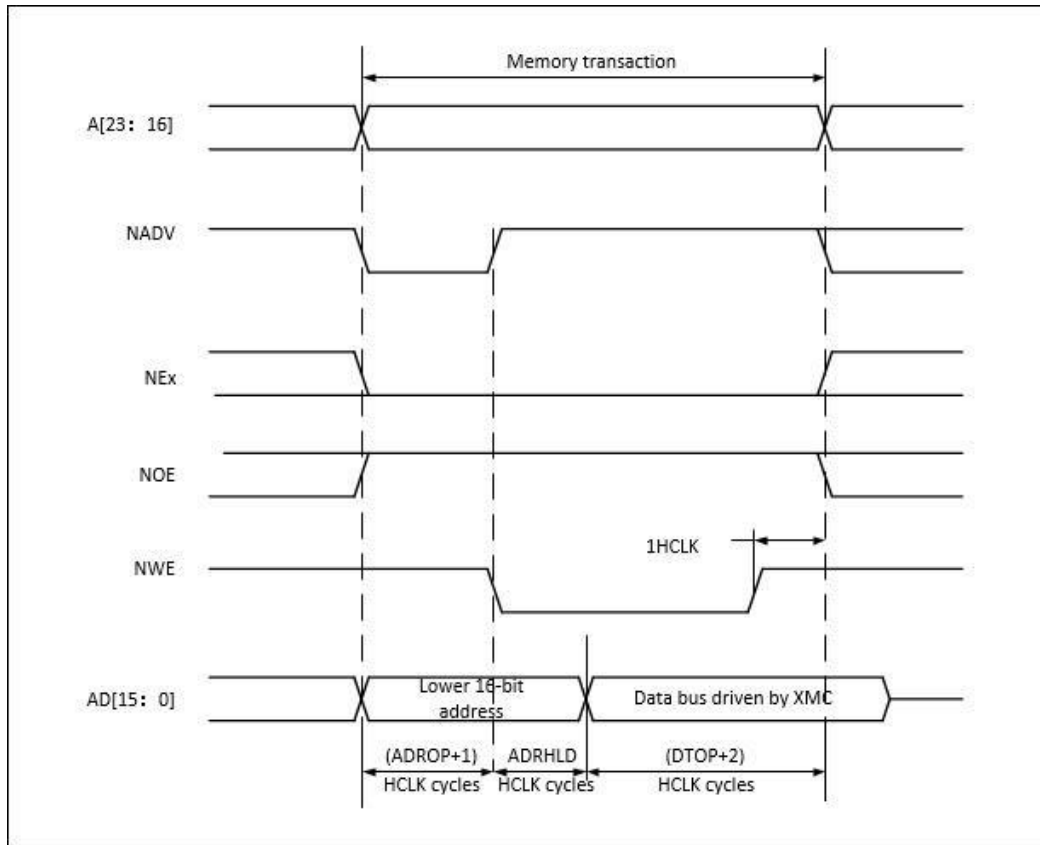 Memory transaction
A[23：16]
NADV
NEx
NOE
1HCLK
NWE
Lower 16-bit
address
Data bus driven by XMC
AD[15：0]
(ADROP+1)
HCLK cycles
ADRHLD
HCLK cycles
(DTOP+2)
HCLK cycles